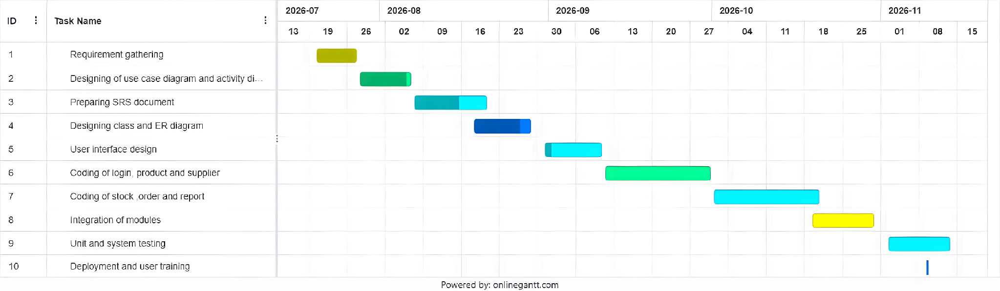 ID ⋮ Task Name ⋮ 2026-07 2026-08 2026-09 2026-10 2026-11
13 19 26 02 09 16 23 30 06 13 20 27 04 11 18 25 01 08 15
1 Requirement gathering
2 Designing of use case diagram and activity di...
3 Preparing SRS document
4 Designing class and ER diagram
5 User interface design
6 Coding of login, product and supplier
7 Coding of stock ,order and report
8 Integration of modules
9 Unit and system testing
10 Deployment and user training
Powered by: onlinegantt.com